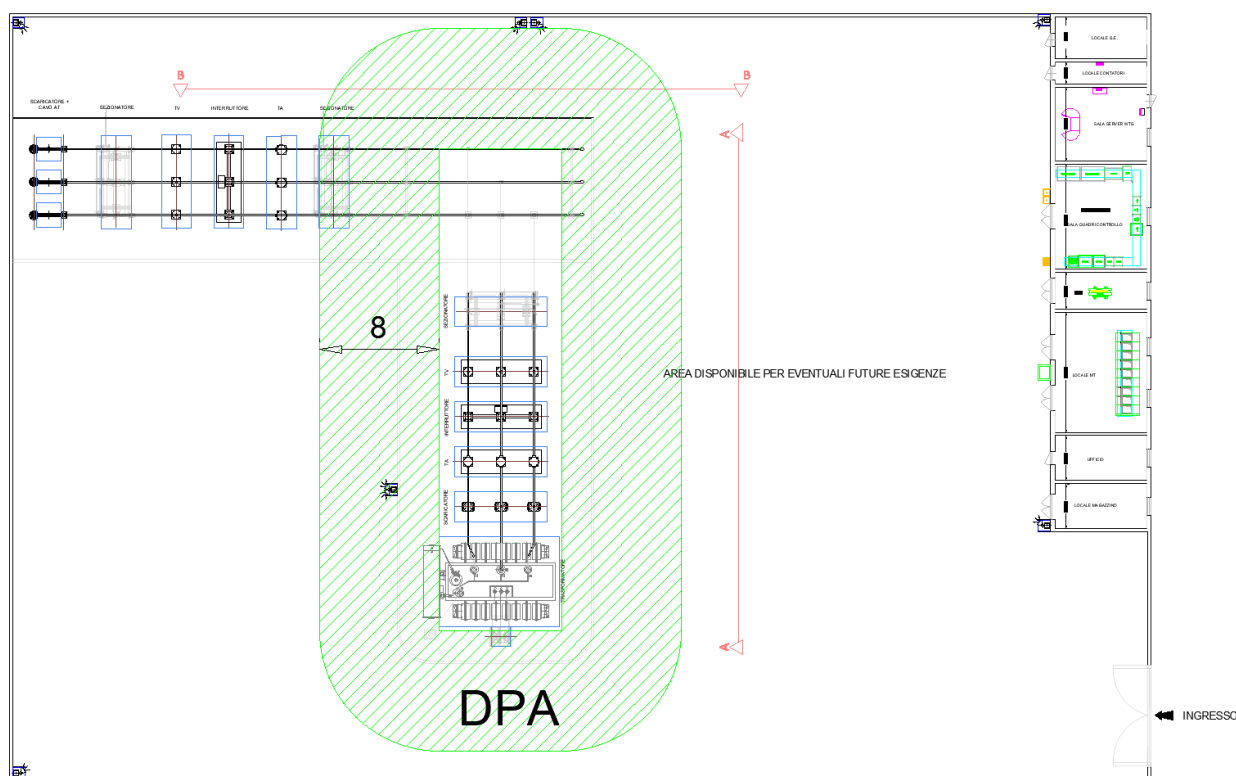 B
B
SCARICATORE +
CAVO AT
SEZIONATORE
TV
INTERRUTTORE
TA
SEZIONATORE
A
8
SEZIONATORE
TV
INTERRUTTORE
TA
SCARICATORE
TRASFORMATORE
AREA DISPONIBILE PER EVENTUALI FUTURE ESIGENZE
A
DPA
LOCALE G.E.
LOCALE CONTATORI
SALA SERVER WTG
SALA QUADRI CONTROLLO
LOCALE MT
UFFICIO
LOCALE MAGAZZINO
INGRESSO